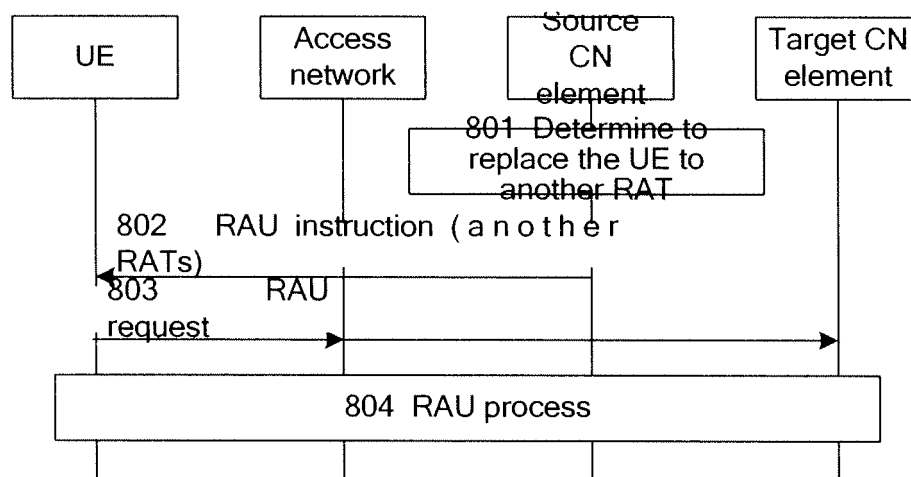 UE
Access
network
Source
CN
element
Target CN
element
801 Determine to
replace the UE to
another RAT
802 RAU instruction (another
RATs)
803 RAU
request
804 RAU process